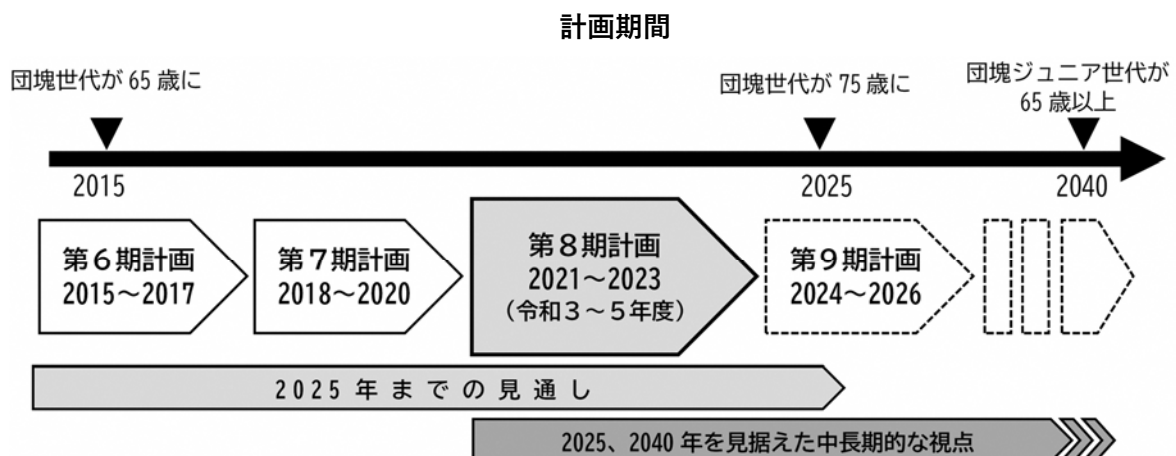 計画期間
団塊世代が 65 歳に
団塊世代が 75 歳に
団塊ジュニア世代が
65 歳以上
2015
2025
2040
第６期計画
2015～2017
第７期計画
2018～2020
第８期計画
2021～2023
（令和３～５年度）
第９期計画
2024～2026
2025 年までの見通し
2025、2040 年を見据えた中長期的な視点